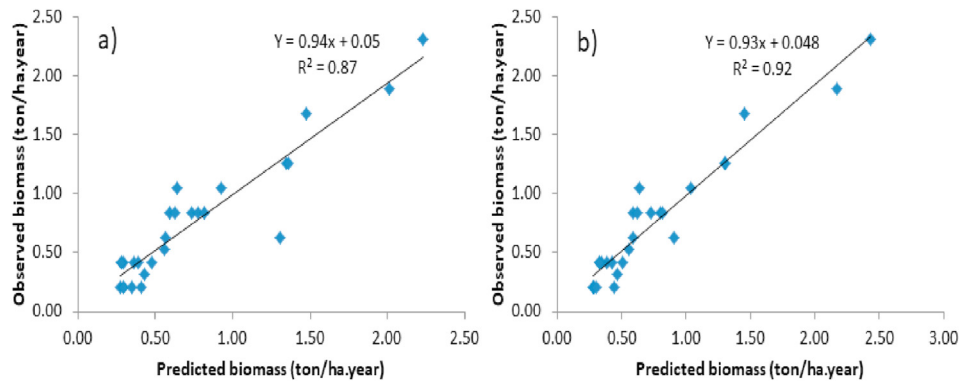 a)
Y = 0.94x + 0.05
R² = 0.87
Observed biomass (ton/ha.year)
2.50
2.00
1.50
1.00
0.50
0.00
0.00 0.50 1.00 1.50 2.00 2.50
Predicted biomass (ton/ha.year)
b)
Y = 0.93x + 0.048
R² = 0.92
Observed biomass (ton/ha.year)
2.50
2.00
1.50
1.00
0.50
0.00
0.00 0.50 1.00 1.50 2.00 2.50 3.00
Predicted biomass (ton/ha.year)